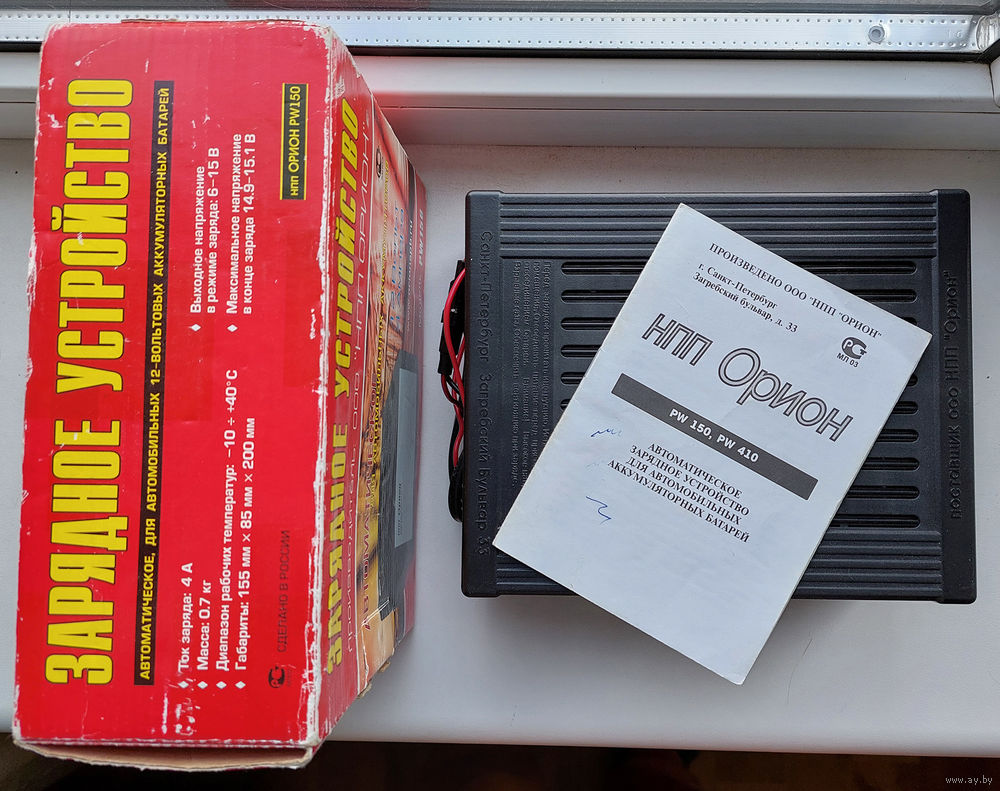 ЗАРЯДНОЕ УСТРОЙСТВО
АВТОМАТИЧЕСКОЕ, ДЛЯ АВТОМОБИЛЬНЫХ 12-ВОЛЬТОВЫХ АККУМУЛЯТОРНЫХ БАТАРЕЙ
Ток заряда: 4 А
Масса: 0.7 кг
Диапазон рабочих температур: −10 ÷ +40°С
Габариты: 155 мм × 85 мм × 200 мм
Выходное напряжение
в режиме заряда: 6–15 В
Максимальное напряжение
в конце заряда 14.9-15.1 В
СДЕЛАНО В РОССИИ
НПП ОРИОН PW150
ЗАРЯДНОЕ УСТРОЙСТВО
Санкт-Петербург Загребский бульвар 33
ПРОИЗВЕДЕНО ООО "НПП "ОРИОН"
г. Санкт-Петербург
Загребский бульвар, д. 33
МЛ 03
НПП Орион
PW 150, PW 410
АВТОМАТИЧЕСКОЕ
ЗАРЯДНОЕ УСТРОЙСТВО
ДЛЯ АВТОМОБИЛЬНЫХ
АККУМУЛЯТОРНЫХ БАТАРЕЙ
поставщик ООО НПП "Орион"
www.ay.by